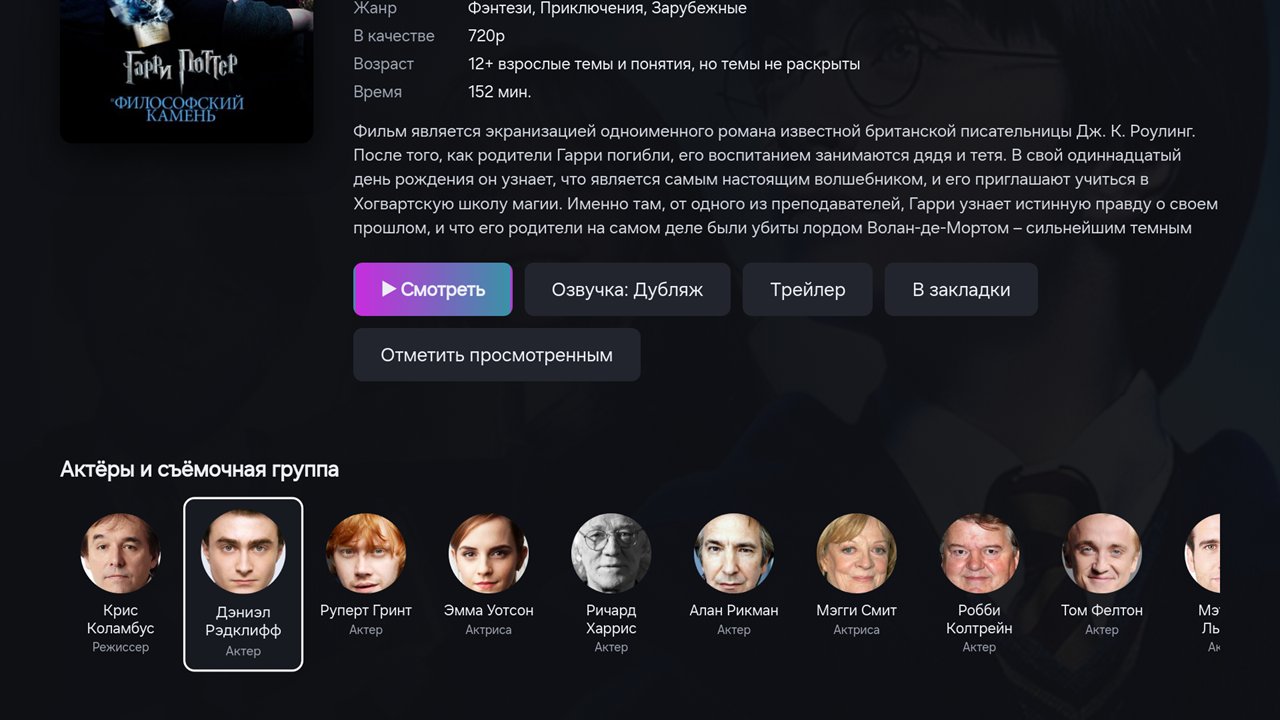 Жанр Фэнтези, Приключения, Зарубежные
В качестве 720p
Возраст 12+ взрослые темы и понятия, но темы не раскрыты
Время 152 мин.
Гарри Поттер
и Философский
камень
Фильм является экранизацией одноименного романа известной британской писательницы Дж. К. Роулинг.
После того, как родители Гарри погибли, его воспитанием занимаются дядя и тетя. В свой одиннадцатый
день рождения он узнает, что является самым настоящим волшебником, и его приглашают учиться в
Хогвартскую школу магии. Именно там, от одного из преподавателей, Гарри узнает истинную правду о своем
прошлом, и что его родители на самом деле были убиты лордом Волан-де-Мортом – сильнейшим темным
Смотреть
Озвучка: Дубляж
Трейлер
В закладки
Отметить просмотренным
Актёры и съёмочная группа
Крис
Коламбус
Режиссер
Дэниэл
Рэдклифф
Актер
Руперт Гринт
Актер
Эмма Уотсон
Актриса
Ричард
Харрис
Актер
Алан Рикман
Актер
Мэгги Смит
Актриса
Робби
Колтрейн
Актер
Том Фелтон
Актер